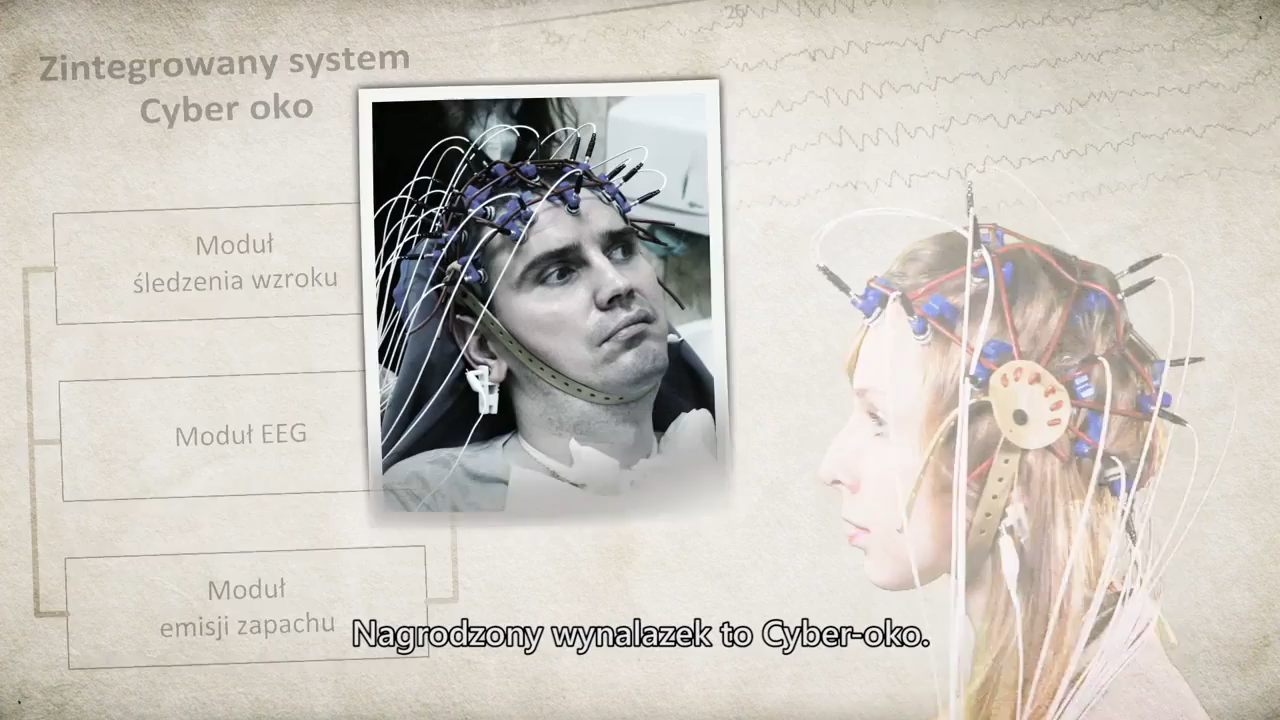 Zintegrowany system
Cyber oko
Moduł
śledzenia wzroku
Moduł EEG
Moduł
emisji zapachu
Nagrodzony wynalazek to Cyber-oko.